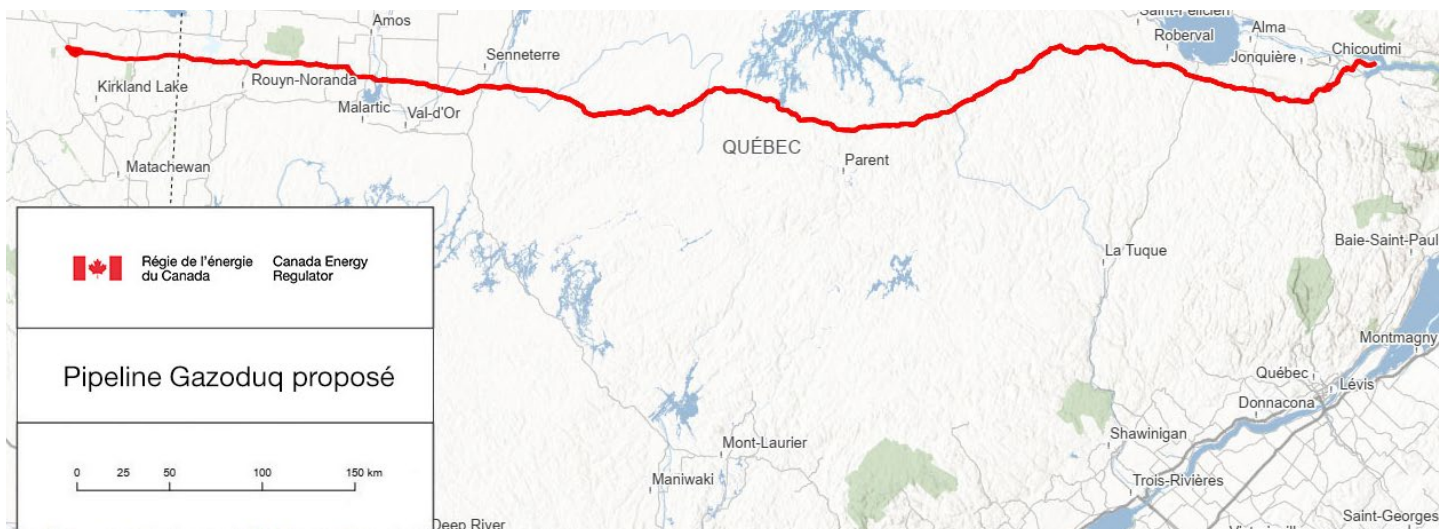 Saint-Félicien
Amos
Alma
Roberval
Senneterre
Jonquière
Chicoutimi
Kirkland Lake
Rouyn-Noranda
Malartic
Val-d'Or
QUÉBEC
Matachewan
Parent
Baie-Saint-Paul
La Tuque
Régie de l'énergie
du Canada
Canada Energy
Regulator
Montmagny
Pipeline Gazoduq proposé
Québec
Lévis
Donnacona
Shawinigan
Mont-Laurier
0 25 50 100 150 km
Maniwaki
Trois-Rivières
Saint-Georges
Deep River